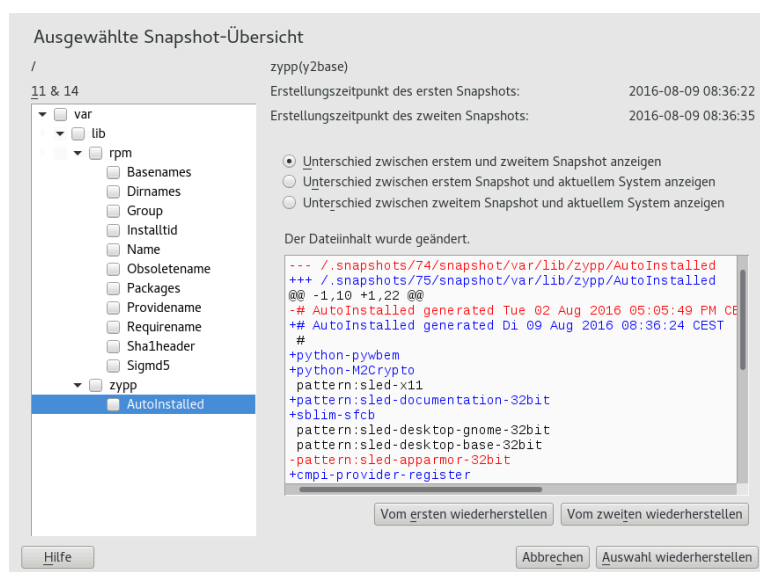 Ausgewählte Snapshot-Übersicht
/
zypp(y2base)
11 & 14
Erstellungszeitpunkt des ersten Snapshots: 2016-08-09 08:36:22
Erstellungszeitpunkt des zweiten Snapshots: 2016-08-09 08:36:35
var
lib
rpm
Basenames
Dirnames
Group
Installtid
Name
Obsoletename
Packages
Providename
Requirename
Sha1header
Sigmd5
zypp
AutoInstalled
Unterschied zwischen erstem und zweitem Snapshot anzeigen
Unterschied zwischen erstem Snapshot und aktuellem System anzeigen
Unterschied zwischen zweitem Snapshot und aktuellem System anzeigen
Der Dateiinhalt wurde geändert.
--- /.snapshots/74/snapshot/var/lib/zypp/AutoInstalled
+++ /.snapshots/75/snapshot/var/lib/zypp/AutoInstalled
@@ -1,10 +1,22 @@
-# AutoInstalled generated Tue 02 Aug 2016 05:05:49 PM CE
+# AutoInstalled generated Di 09 Aug 2016 08:36:24 CEST
#
+python-pywbem
+python-M2Crypto
pattern:sled-x11
+pattern:sled-documentation-32bit
+sblim-sfcb
pattern:sled-desktop-gnome-32bit
pattern:sled-desktop-base-32bit
-pattern:sled-apparmor-32bit
+cmpi-provider-register
Vom ersten wiederherstellen Vom zweiten wiederherstellen
Hilfe Abbrechen Auswahl wiederherstellen